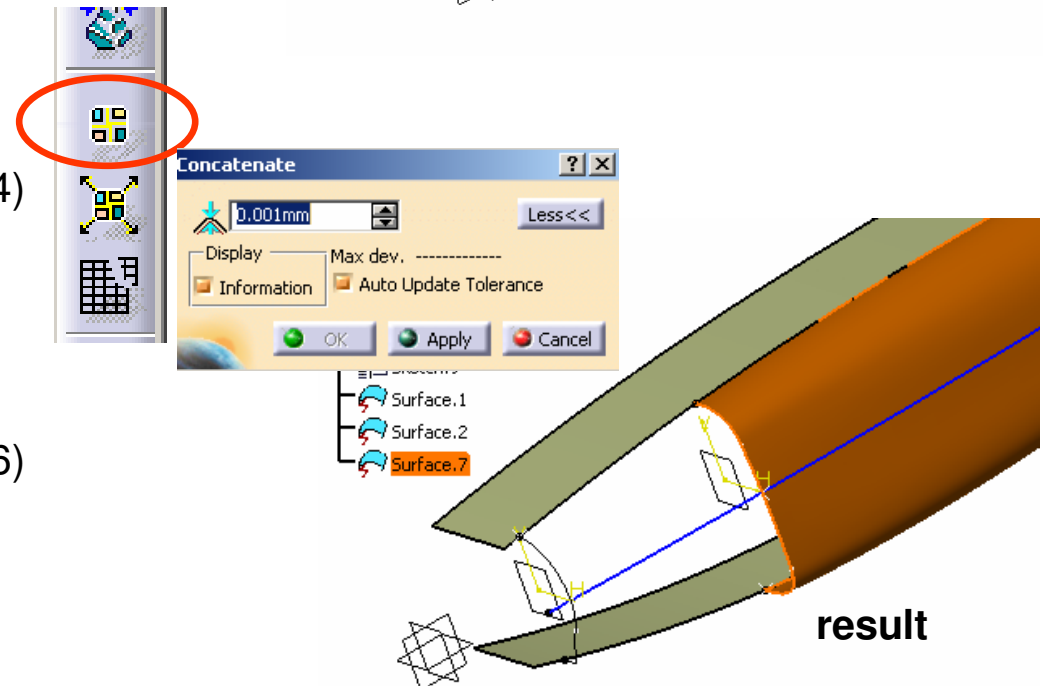 4)
Concatenate
0.001mm
Less<<
Display
Max dev. -------------
Information
Auto Update Tolerance
OK
Apply
Cancel
Surface.1
Surface.2
Surface.7
6)
V
H
V
H
result